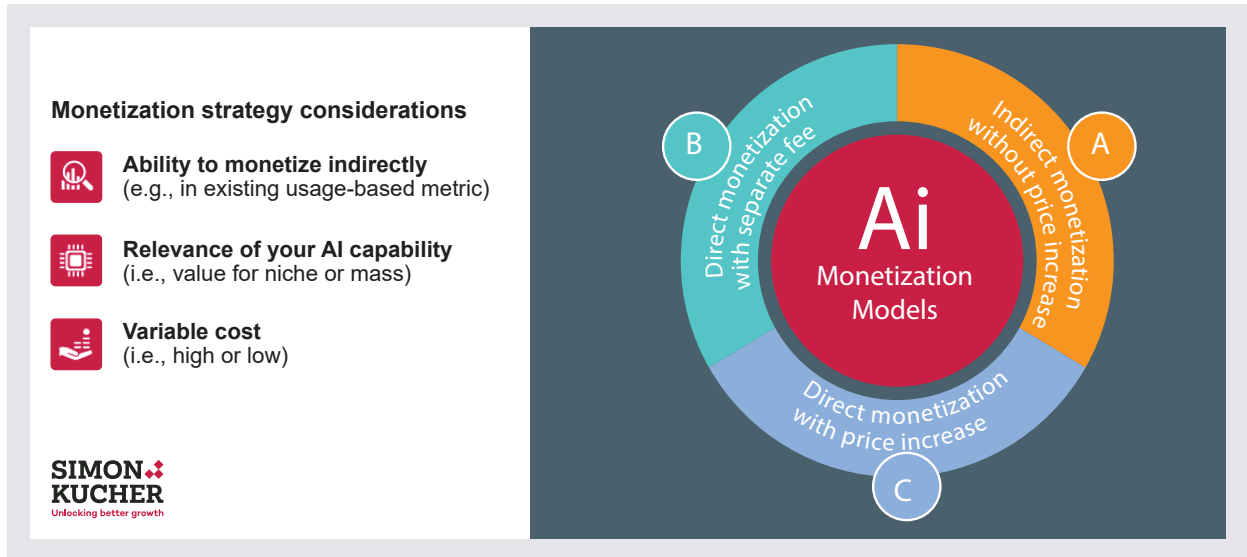 Monetization strategy considerations
Ability to monetize indirectly
(e.g., in existing usage-based metric)
Relevance of your AI capability
(i.e., value for niche or mass)
Variable cost
(i.e., high or low)
SIMON
KUCHER
Unlocking better growth
Ai
Monetization
Models
A
Indirect monetization
without price increase
B
Direct monetization
with separate fee
C
Direct monetization
with price increase